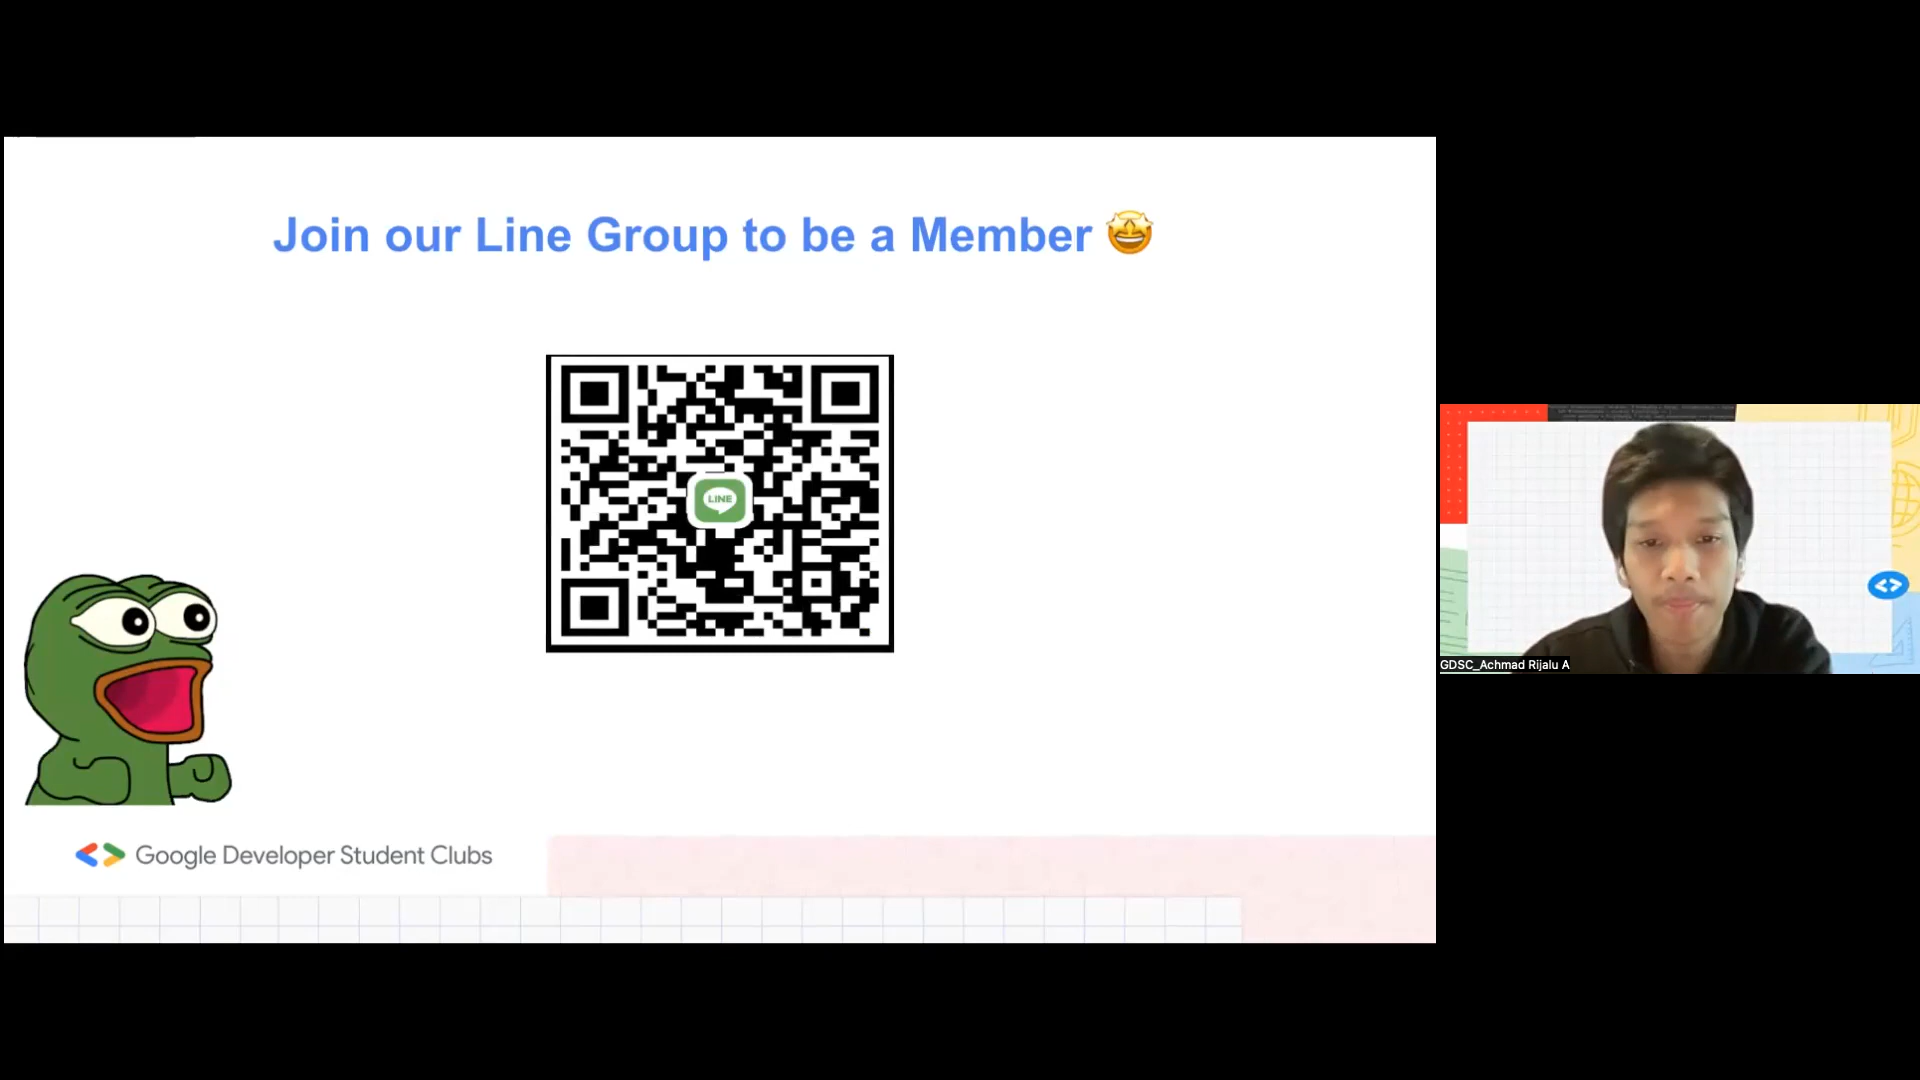 Join our Line Group to be a Member 🤩
LINE
GDSC_Achmad Rijalu A
Google Developer Student Clubs